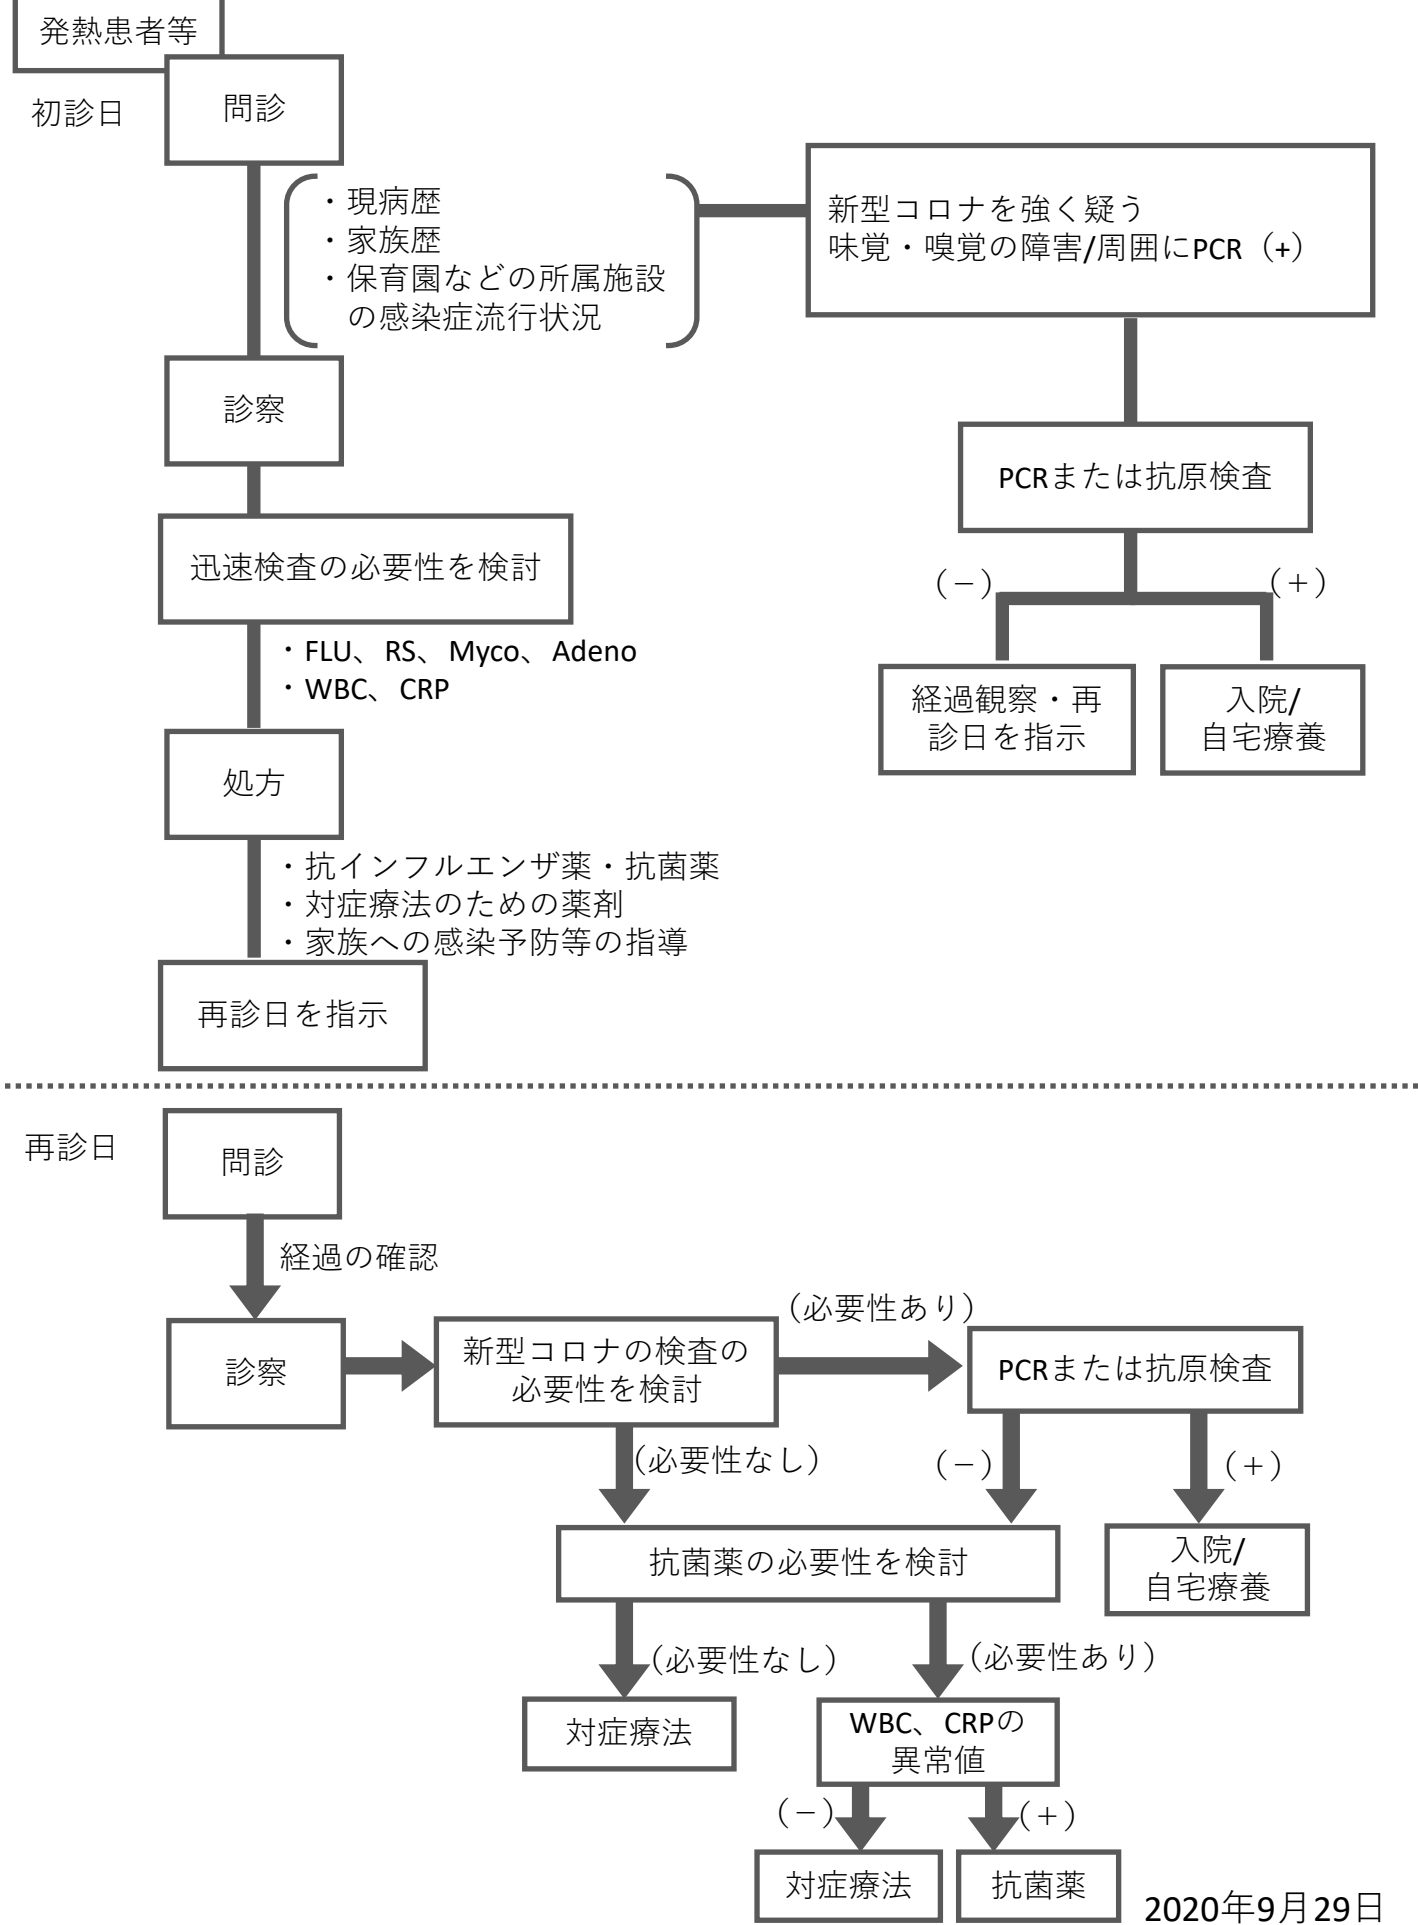 発熱患者等
初診日
問診
・現病歴
・家族歴
・保育園などの所属施設
の感染症流行状況
新型コロナを強く疑う
味覚・嗅覚の障害/周囲にPCR（+）
PCRまたは抗原検査
（－）
（＋）
経過観察・再
診日を指示
入院/
自宅療養
診察
迅速検査の必要性を検討
・FLU、RS、Myco、Adeno
・WBC、CRP
処方
・抗インフルエンザ薬・抗菌薬
・対症療法のための薬剤
・家族への感染予防等の指導
再診日を指示
再診日
問診
経過の確認
診察
新型コロナの検査の
必要性を検討
（必要性あり）
PCRまたは抗原検査
（必要性なし）
（－）
（＋）
抗菌薬の必要性を検討
入院/
自宅療養
（必要性なし）
（必要性あり）
対症療法
WBC、CRPの
異常値
（－）
（＋）
対症療法
抗菌薬
2020年9月29日